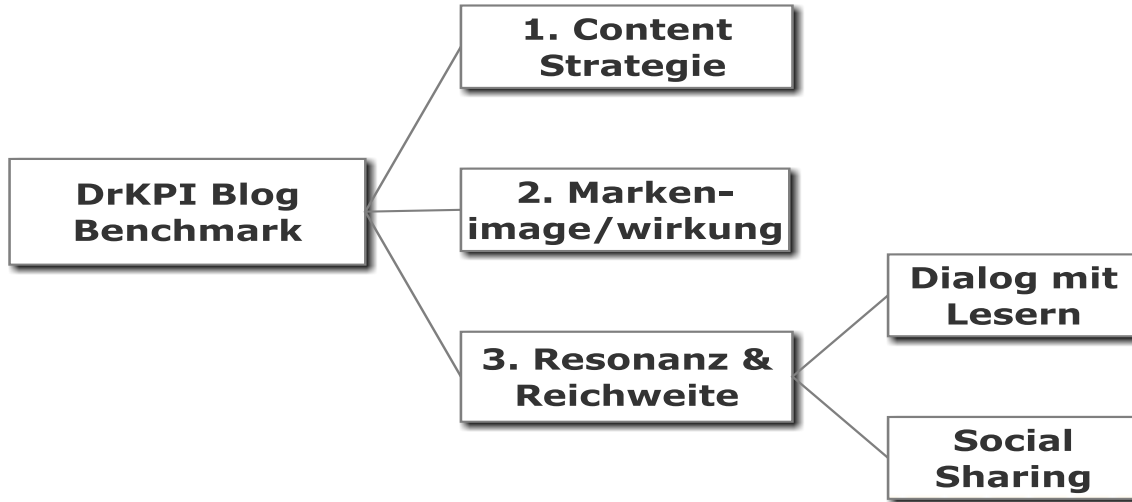 1. Content
Strategie
DrKPI Blog
Benchmark
2. Marken-
image/wirkung
3. Resonanz &
Reichweite
Dialog mit
Lesern
Social
Sharing